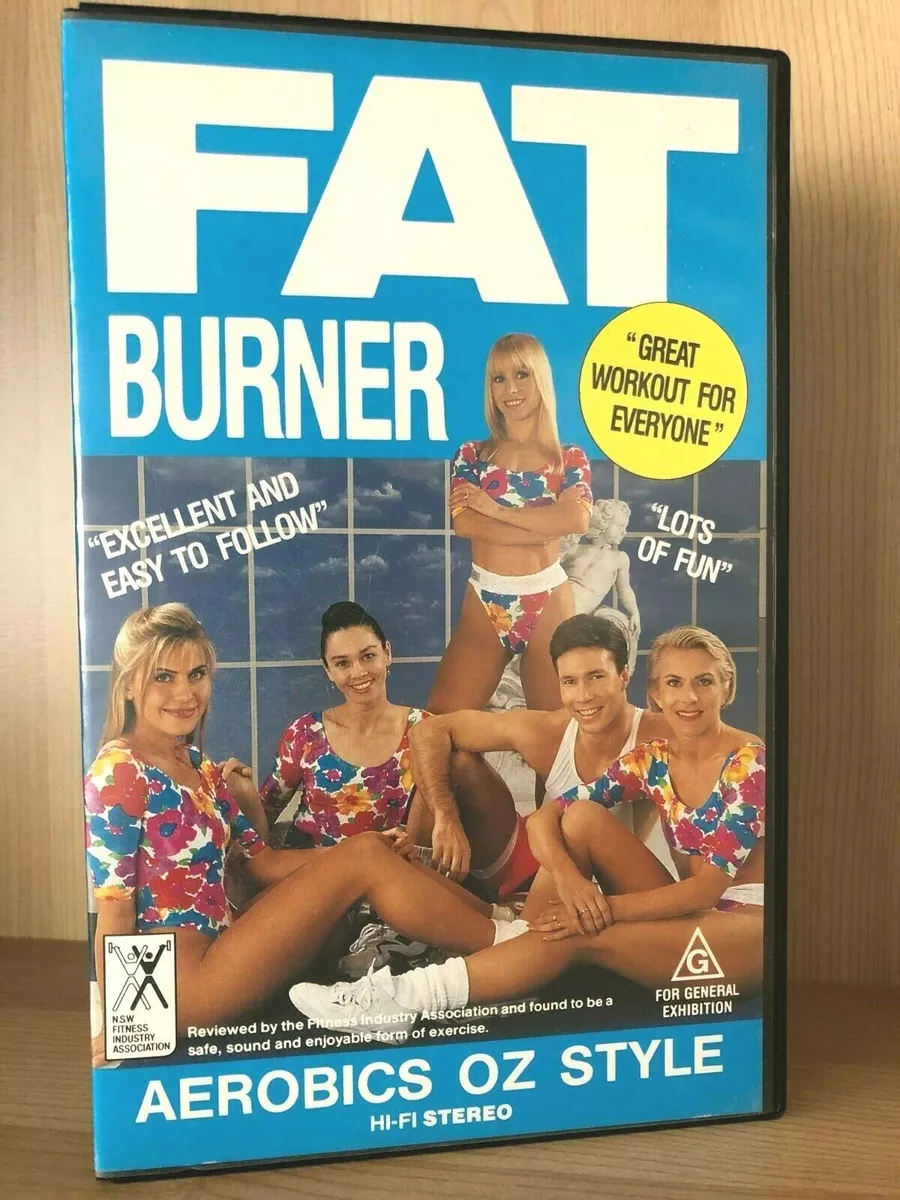 FAT
BURNER
“GREAT
WORKOUT FOR
EVERYONE”
“EXCELLENT AND
EASY TO FOLLOW”
“LOTS
OF FUN”
N.S.W
FITNESS
INDUSTRY
ASSOCIATION
Reviewed by the Fitness Industry Association and found to be a
safe, sound and enjoyable form of exercise.
G
FOR GENERAL
EXHIBITION
AEROBICS OZ STYLE
HI-FI STEREO